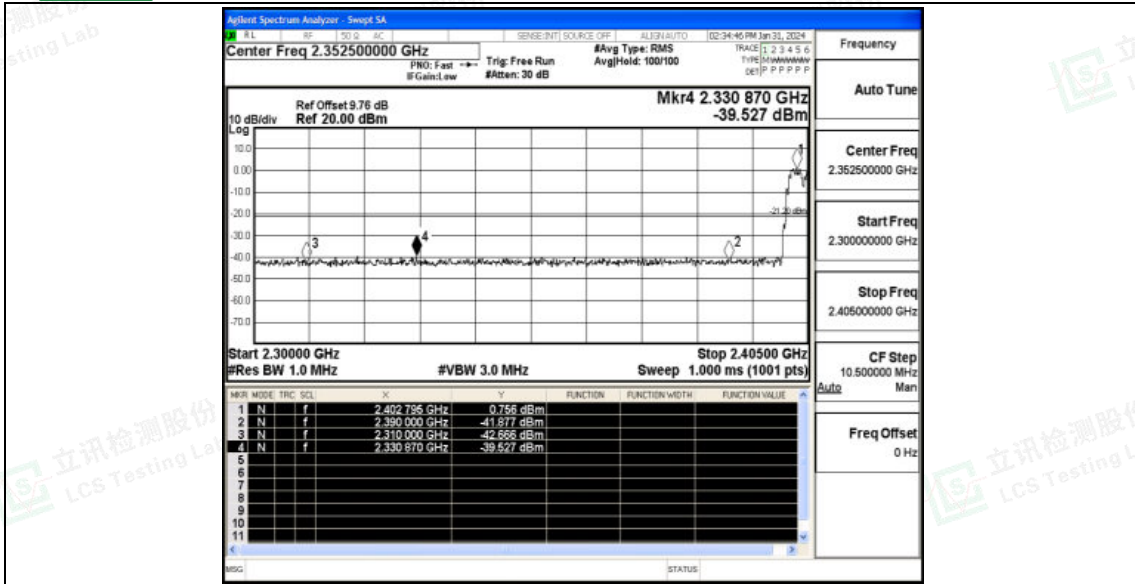 Agilent Spectrum Analyzer - Swept SA
RL RF 50 Ω AC SENSE:INT SOURCE OFF ALIGN AUTO 02:34:46 PM Jan 31, 2024
Center Freq 2.352500000 GHz
PNO: Fast
IFGain:Low
Trig: Free Run
#Atten: 30 dB
#Avg Type: RMS
Avg|Hold: 100/100
TRACE 1 2 3 4 5 6
TYPE M W W W W W
DET P P P P P P
Frequency
Auto Tune
Center Freq
2.352500000 GHz
Start Freq
2.300000000 GHz
Stop Freq
2.405000000 GHz
CF Step
10.500000 MHz
Auto Man
Freq Offset
0 Hz
Mkr4 2.330 870 GHz
-39.527 dBm
Ref Offset 9.76 dB
Ref 20.00 dBm
10 dB/div
Log
10.0
0.00
-10.0
-20.0
-30.0
-40.0
-50.0
-60.0
-70.0
1
2
3
4
Start 2.30000 GHz
Stop 2.40500 GHz
#Res BW 1.0 MHz #VBW 3.0 MHz Sweep 1.000 ms (1001 pts)
MKR MODE TRC SCL X Y FUNCTION FUNCTION WIDTH FUNCTION VALUE
1 N f 2.402 795 GHz 0.756 dBm
2 N f 2.390 000 GHz -41.877 dBm
3 N f 2.310 000 GHz -42.666 dBm
4 N f 2.330 870 GHz -39.527 dBm
5
6
7
8
9
10
11
MSG STATUS
立讯检测股份
LCS Testing Lab
立讯检测股份
LCS Testing L